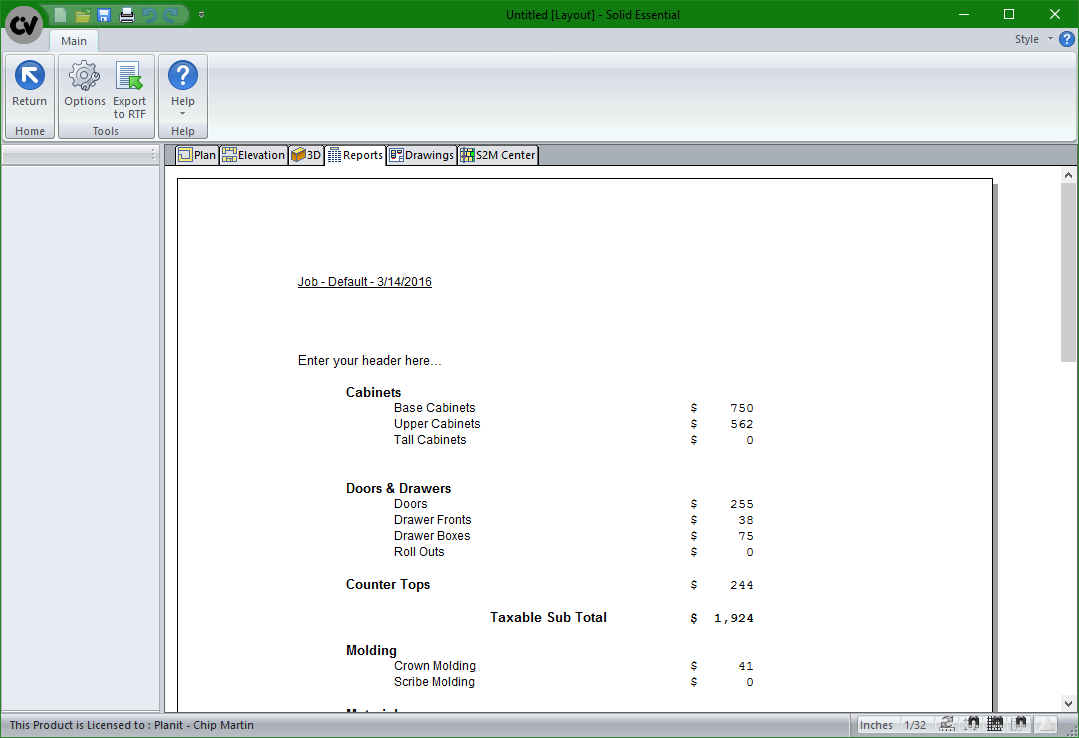 Untitled [Layout] - Solid Essential
CV
Main
Style
Return
Options
Export
to RTF
Help
Home
Tools
Help
Plan
Elevation
3D
Reports
Drawings
S2M Center
Job - Default - 3/14/2016
Enter your header here...
Cabinets
Base Cabinets $ 750
Upper Cabinets $ 562
Tall Cabinets $ 0
Doors & Drawers
Doors $ 255
Drawer Fronts $ 38
Drawer Boxes $ 75
Roll Outs $ 0
Counter Tops $ 244
Taxable Sub Total $ 1,924
Molding
Crown Molding $ 41
Scribe Molding $ 0
This Product is Licensed to : Planit - Chip Martin
Inches
1/32